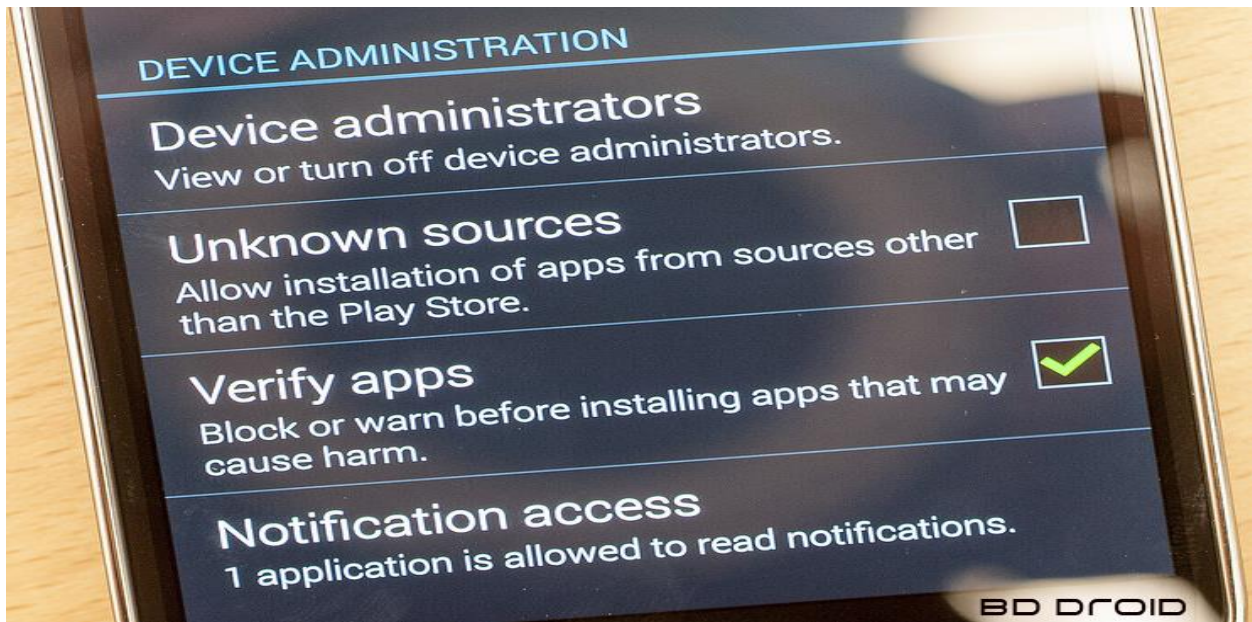 DEVICE ADMINISTRATION
Device administrators
View or turn off device administrators.
Unknown sources
Allow installation of apps from sources other
than the Play Store.
Verify apps
Block or warn before installing apps that may
cause harm.
Notification access
1 application is allowed to read notifications.
BD DROID